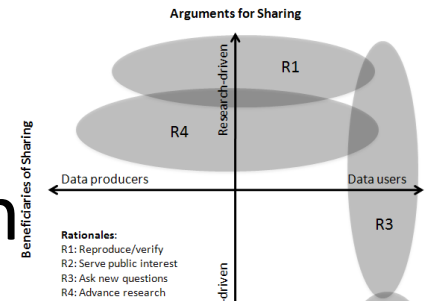 Arguments for Sharing
Research-driven
R1
R4
Beneficiaries of Sharing
Data producers
Data users
R3
Rationales:
R1: Reproduce/verify
R2: Serve public interest
R3: Ask new questions
R4: Advance research
-driven
n